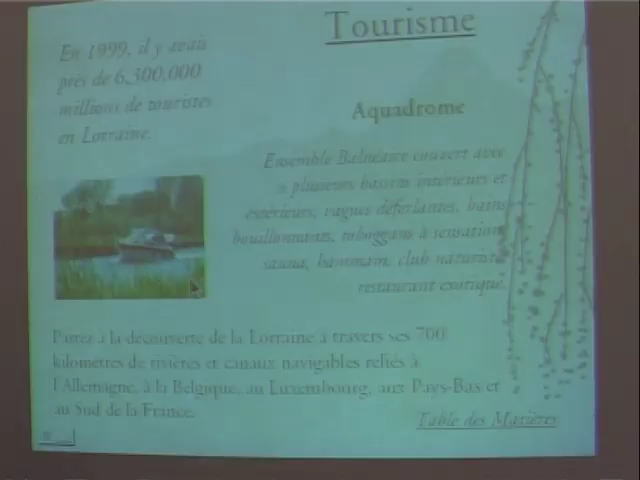 Tourisme
En 1999, il y avait
près de 6,300,000
millions de touristes
en Lorraine.
Aquadrome
Ensemble Balnéaire couvert avec
plusieurs bassins intérieurs et
extérieurs, vagues déferlantes, bains
bouillonnants, toboggans à sensation,
sauna, hammam, club naturiste,
restaurant exotique.
Partez à la découverte de la Lorraine à travers ses 700
kilomètres de rivières et canaux navigables reliés à
l'Allemagne, à la Belgique, au Luxembourg, aux Pays-Bas et
au Sud de la France.
Table des Matières